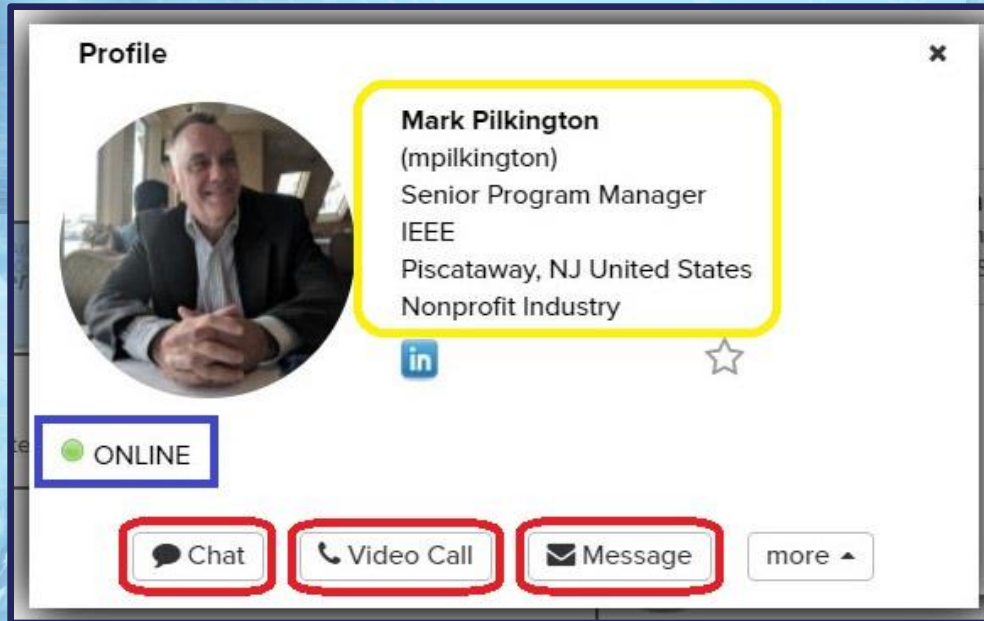 Profile
Mark Pilkington
(mpilkington)
Senior Program Manager
IEEE
Piscataway, NJ United States
Nonprofit Industry
in
ONLINE
Chat
Video Call
Message
more